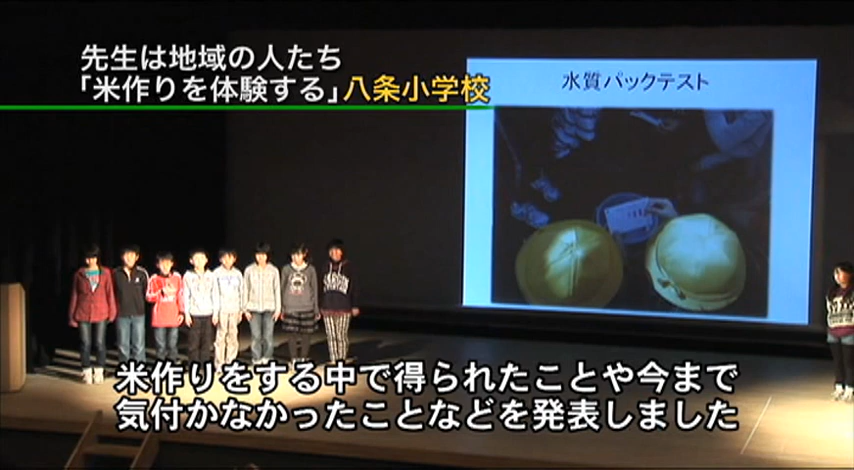 先生は地域の人たち
「米作りを体験する」八条小学校
水質パックテスト
米作りをする中で得られたことや今まで
気付かなかったことなどを発表しました